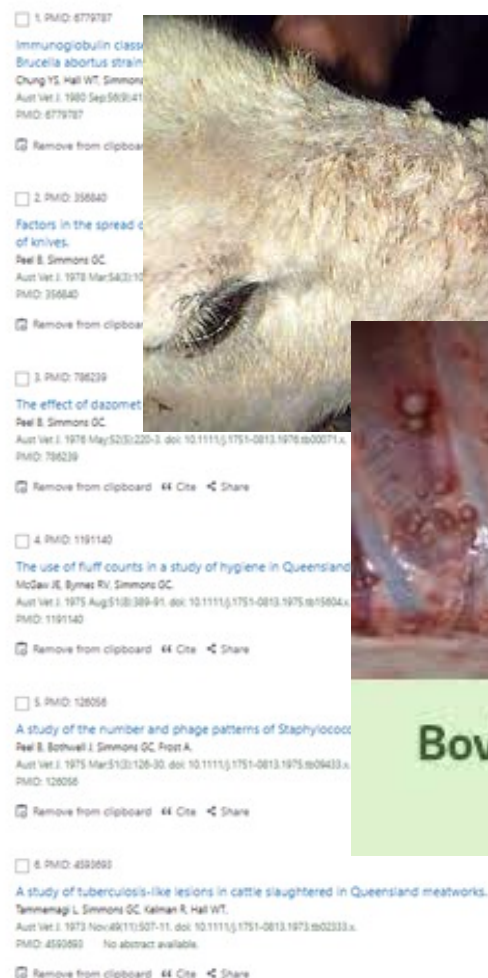 1. PMID: 6779787
Immunoglobulin classe
Brucella abortus strain
Chung YS, Hall WT, Simmons
Aust Vet J. 1980 Sep;56(9):41
PMID: 6779787
Remove from clipboa
2. PMID: 356840
Factors in the spread o
of knives.
Peel B, Simmons GC.
Aust Vet J. 1978 Mar;54(3):10
PMID: 356840
Remove from clipboa
3. PMID: 786239
The effect of dazomet
Peel B, Simmons GC.
Aust Vet J. 1976 May;52(5):220-3. doi: 10.1111/j.1751-0813.1976.tb00071.x.
PMID: 786239
Remove from clipboard Cite Share
4. PMID: 1191140
The use of fluff counts in a study of hygiene in Queensland
McGaw JE, Byrnes RV, Simmons GC.
Aust Vet J. 1975 Aug;51(8):389-91. doi: 10.1111/j.1751-0813.1975.tb15604.x.
PMID: 1191140
Remove from clipboard Cite Share
5. PMID: 126056
A study of the number and phage patterns of Staphylococc
Peel B, Bothwell J, Simmons GC, Frost A.
Aust Vet J. 1975 Mar;51(3):126-30. doi: 10.1111/j.1751-0813.1975.tb09433.x.
PMID: 126056
Remove from clipboard Cite Share
Bov
6. PMID: 4593693
A study of tuberculosis-like lesions in cattle slaughtered in Queensland meatworks.
Tammemagi L, Simmons GC, Kelman R, Hall WT.
Aust Vet J. 1973 Nov;49(11):507-11. doi: 10.1111/j.1751-0813.1973.tb02333.x.
PMID: 4593693 No abstract available.
Remove from clipboard Cite Share